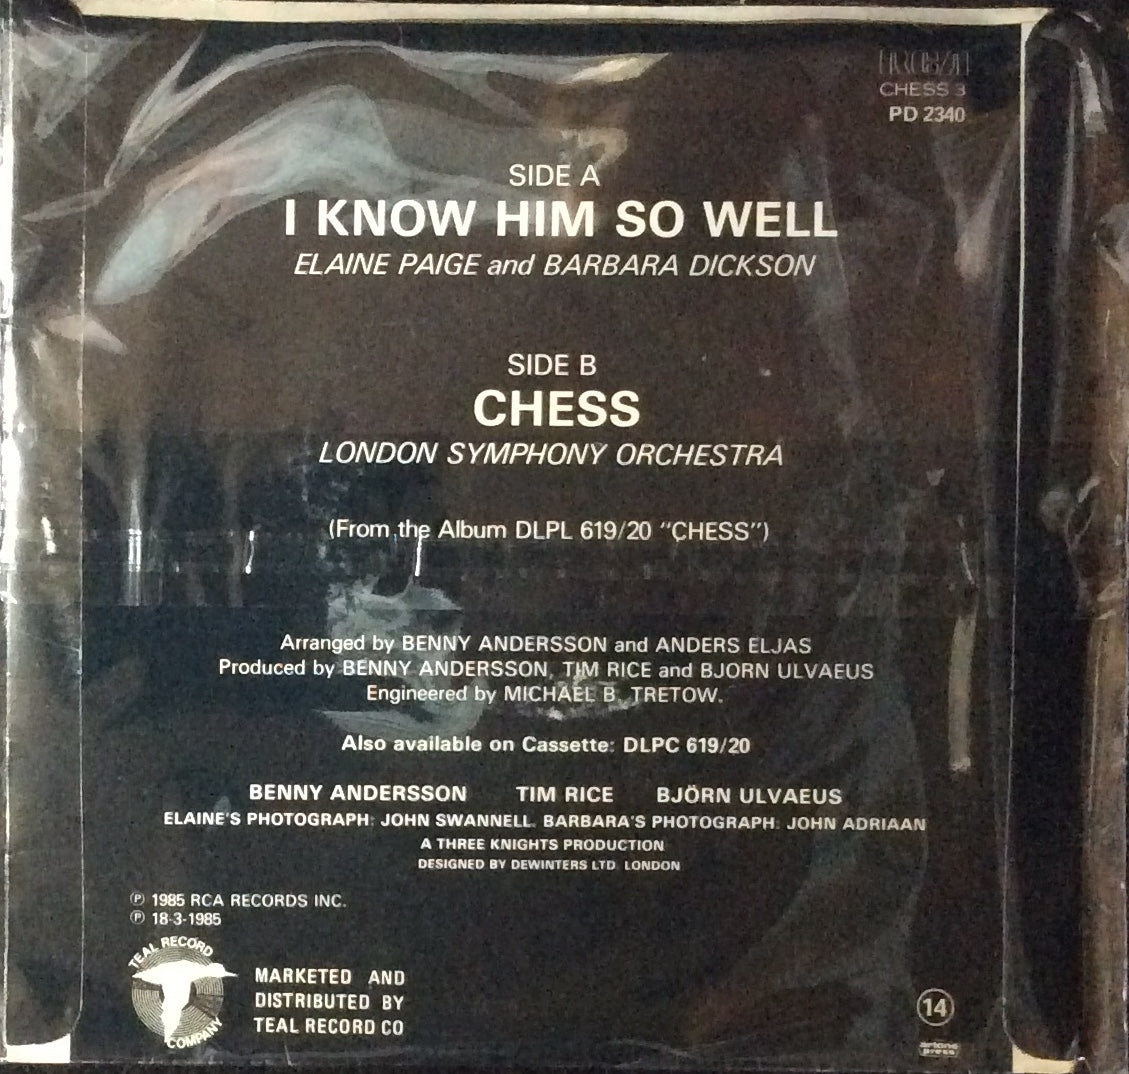 RCA
CHESS 3
PD 2340
SIDE A
I KNOW HIM SO WELL
ELAINE PAIGE and BARBARA DICKSON
SIDE B
CHESS
LONDON SYMPHONY ORCHESTRA
(From the Album DLPL 619/20 "CHESS")
Arranged by BENNY ANDERSSON and ANDERS ELJAS
Produced by BENNY ANDERSSON, TIM RICE and BJORN ULVAEUS
Engineered by MICHAEL B. TRETOW.
Also available on Cassette: DLPC 619/20
BENNY ANDERSSON TIM RICE BJÖRN ULVAEUS
ELAINE'S PHOTOGRAPH: JOHN SWANNELL. BARBARA'S PHOTOGRAPH: JOHN ADRIAAN
A THREE KNIGHTS PRODUCTION
DESIGNED BY DEWINTERS LTD. LONDON
℗ 1985 RCA RECORDS INC.
℗ 18-3-1985
TEAL RECORD COMPANY
MARKETED AND
DISTRIBUTED BY
TEAL RECORD CO
14
artone
press